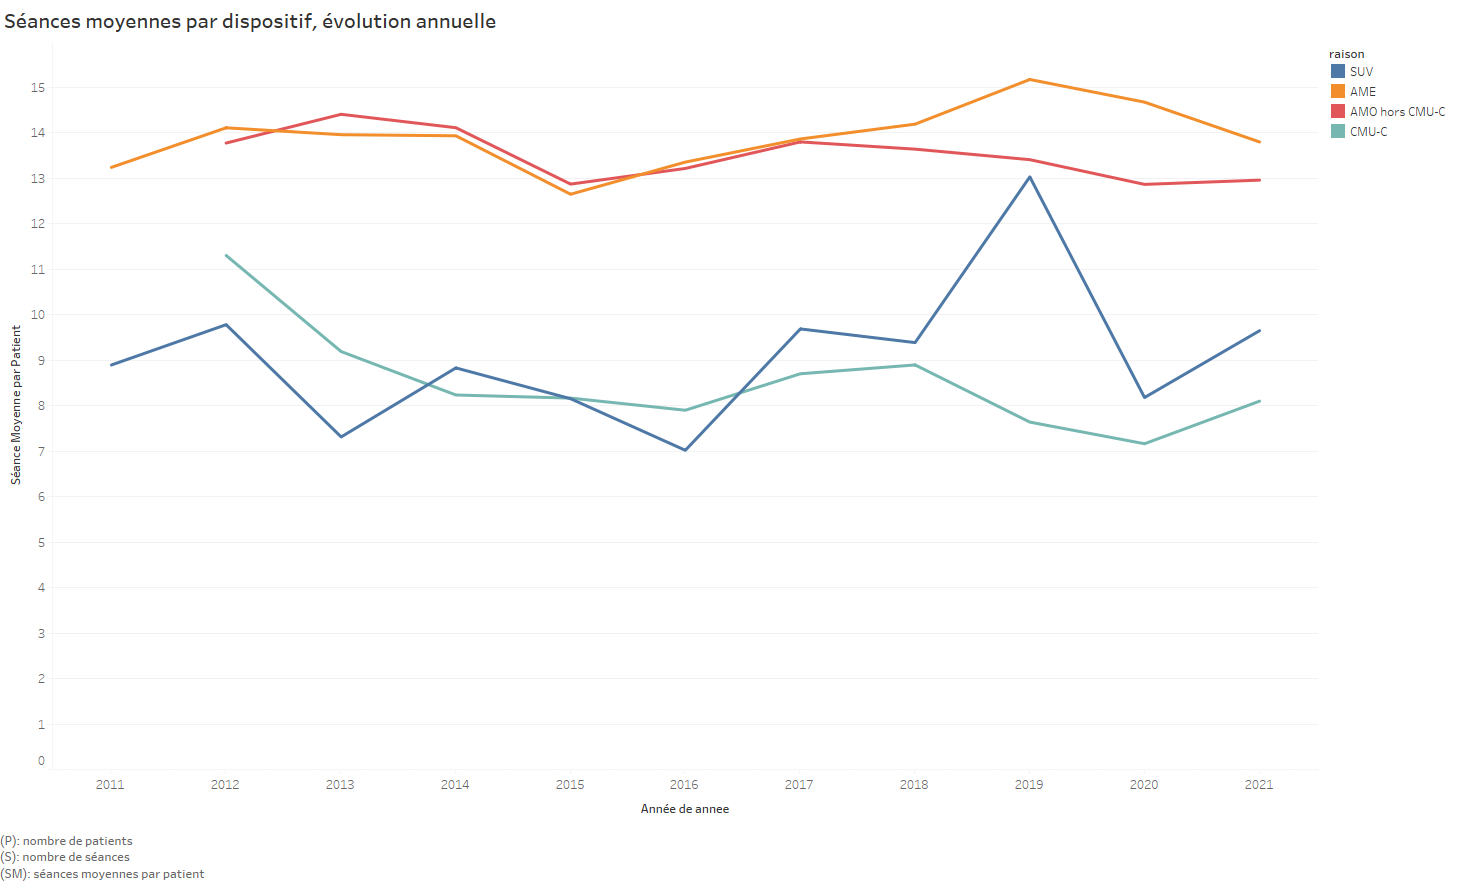 Séances moyennes par dispositif, évolution annuelle
raison
SUV
AME
AMO hors CMU-C
CMU-C
Séance Moyenne par Patient
15
14
13
12
11
10
9
8
7
6
5
4
3
2
1
0
2011 2012 2013 2014 2015 2016 2017 2018 2019 2020 2021
Année de annee
(P): nombre de patients
(S): nombre de séances
(SM): séances moyennes par patient